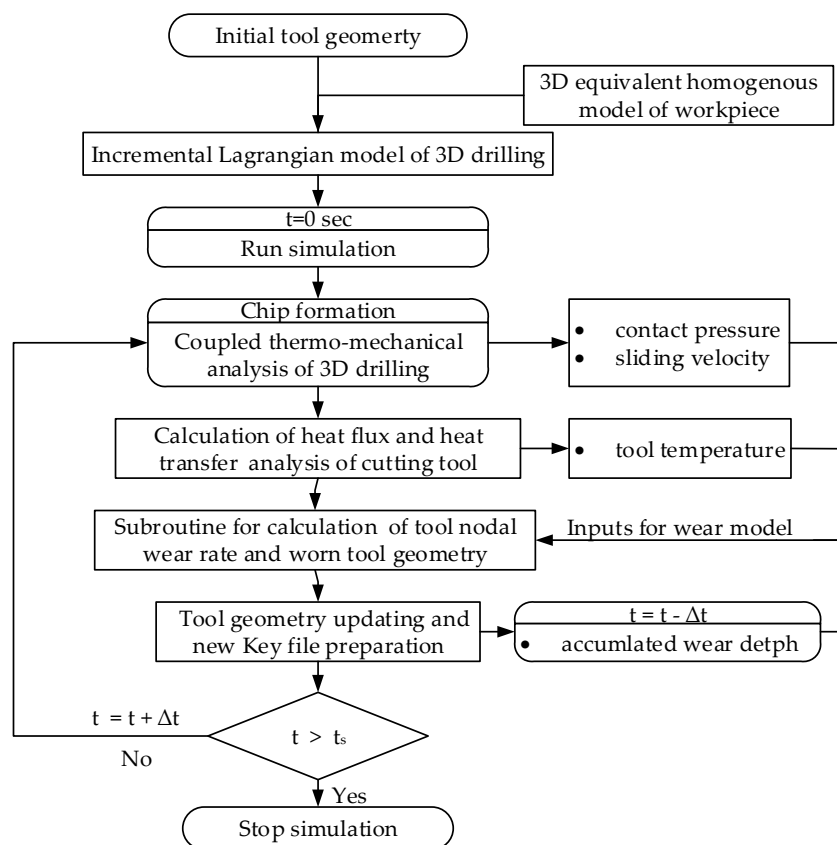 Initial tool geomerty
3D equivalent homogenous
model of workpiece
Incremental Lagrangian model of 3D drilling
t=0 sec
Run simulation
Chip formation
Coupled thermo-mechanical
analysis of 3D drilling
• contact pressure
• sliding velocity
Calculation of heat flux and heat
transfer analysis of cutting tool
• tool temperature
Subroutine for calculation of tool nodal
wear rate and worn tool geometry
Inputs for wear model
Tool geometry updating and
new Key file preparation
t = t - Δt
• accumlated wear detph
t = t + Δt
No
t > ts
Yes
Stop simulation